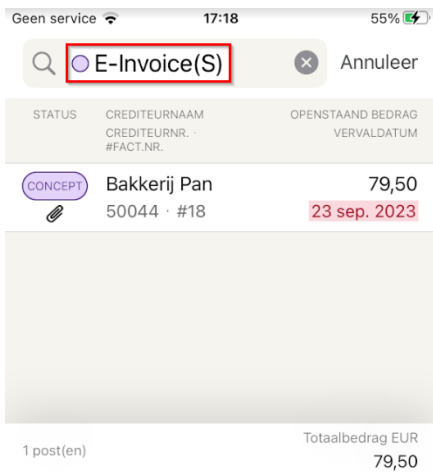 Geen service 17:18 55%
E-Invoice(S) Annuleer
STATUS CREDITEURNAAM OPENSTAAND BEDRAG
CREDITEURNR. · VERVALDATUM
#FACT.NR.
CONCEPT Bakkerij Pan 79,50
50044 · #18 23 sep. 2023
Totaalbedrag EUR
1 post(en)
79,50